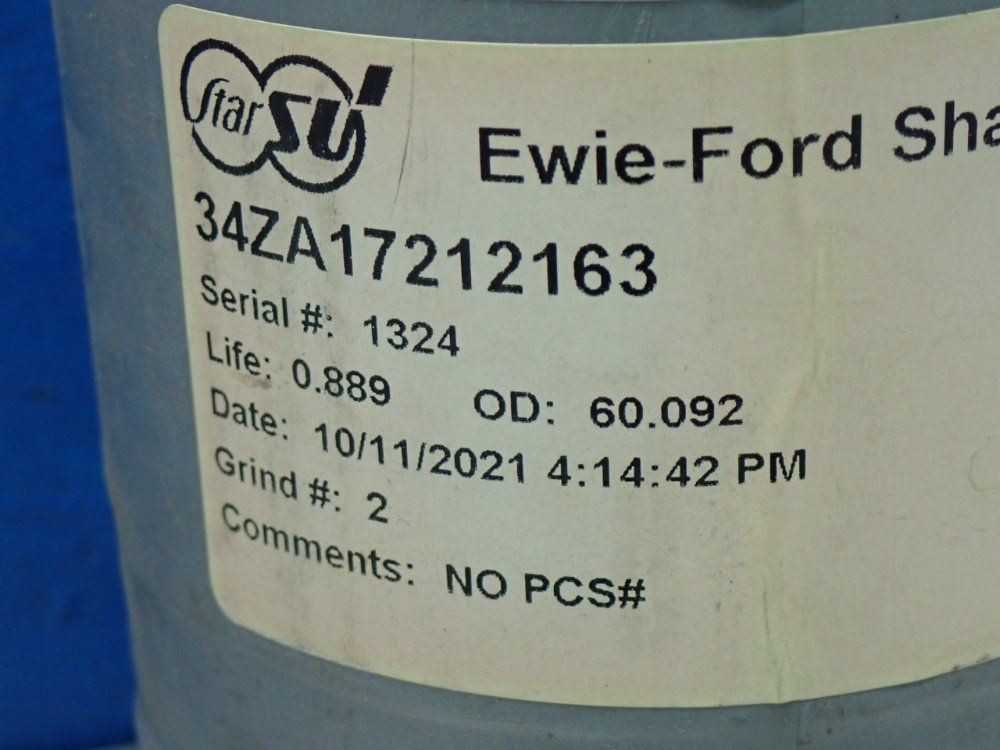 Star SU
Ewie-Ford
34ZA17212163
Serial #: 1324
Life: 0.889 OD: 60.092
Date: 10/11/2021 4:14:42 PM
Grind #: 2
Comments: NO PCS#